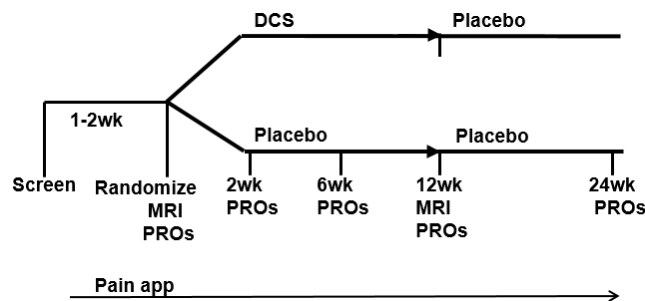 DCS Placebo
1-2wk
Placebo Placebo
Screen Randomize 2wk 6wk 12wk 24wk
MRI PROs PROs MRI PROs
PROs PROs
Pain app